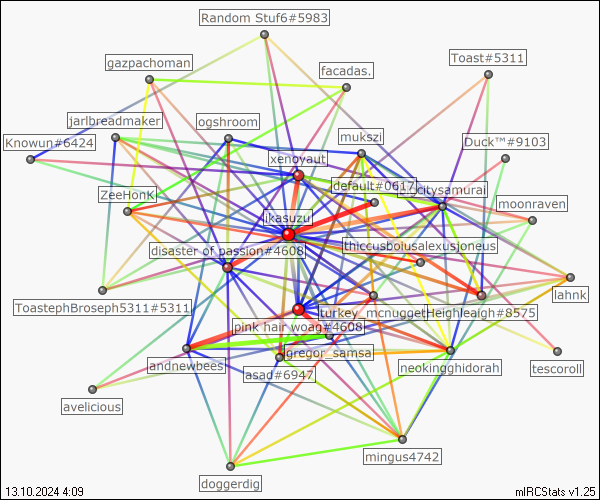 Random Stuf6#5983
Toast#5311
gazpachoman
facadas.
jarlbreadmaker
ogshroom
mukszi
Knowun#6424
Duck™#9103
xenoyaut
default#0617
citysamurai
ZeeHonK
moonraven
ikasuzu
disaster of passion#4608
thiccusboiusalexusjoneus
lahnk
ToastephBroseph5311#5311
turkey_mcnugget
Heighleaigh#8575
pink hair woag#4608
igregor_samsa
andnewbees
asad#6947
neokingghidorah
tescoroll
avelicious
mingus4742
doggerdig
13.10.2024 4:09
mIRCStats v1.25